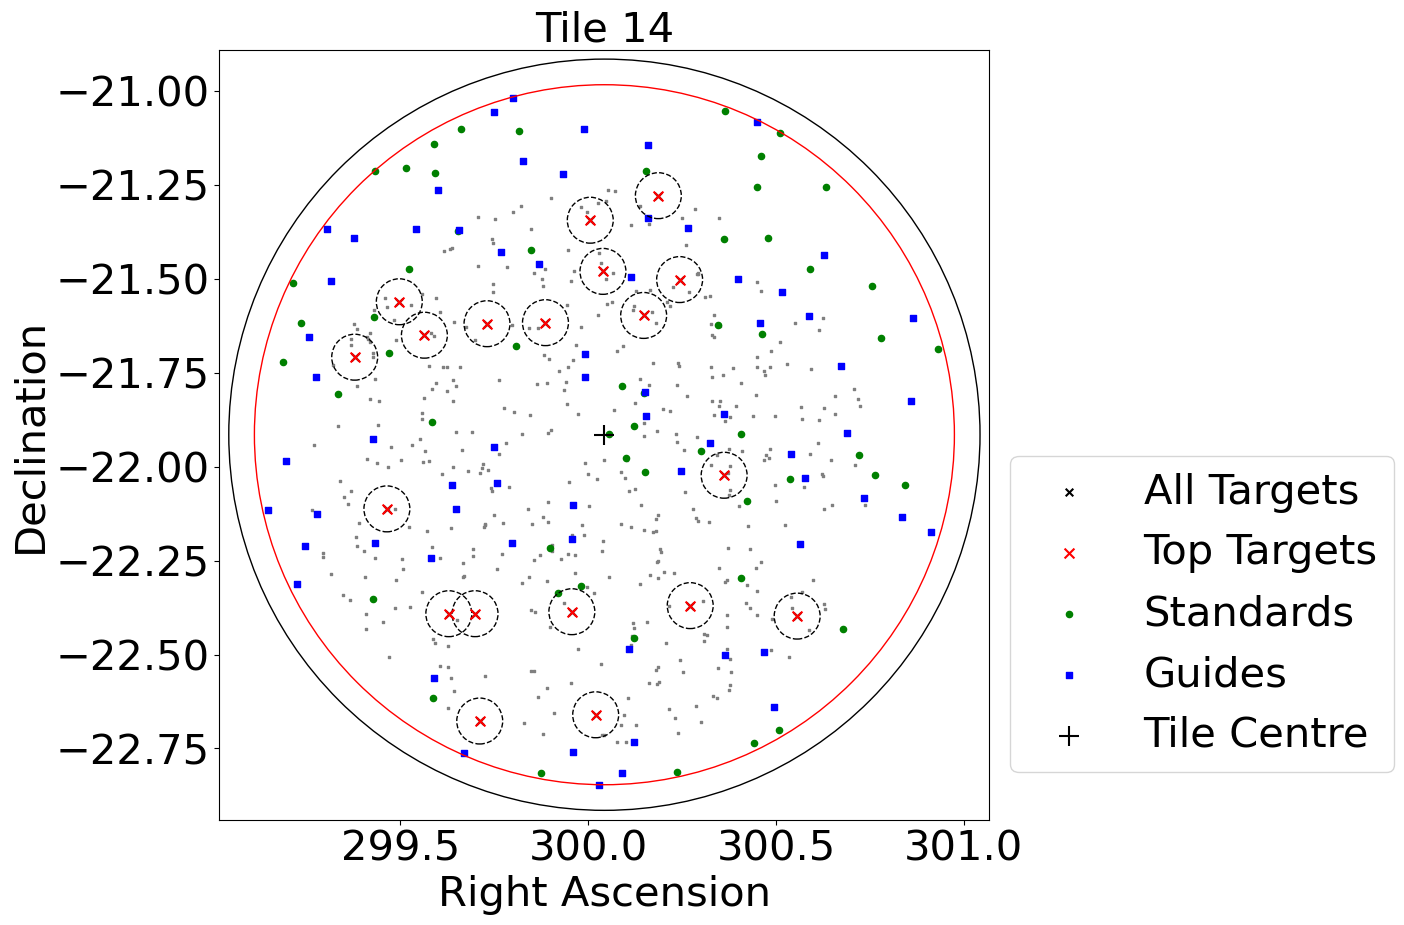 Tile 14
−21.00
−21.25
−21.50
−21.75
−22.00
−22.25
−22.50
−22.75
Declination
299.5 300.0 300.5 301.0
Right Ascension
All Targets
Top Targets
Standards
Guides
Tile Centre